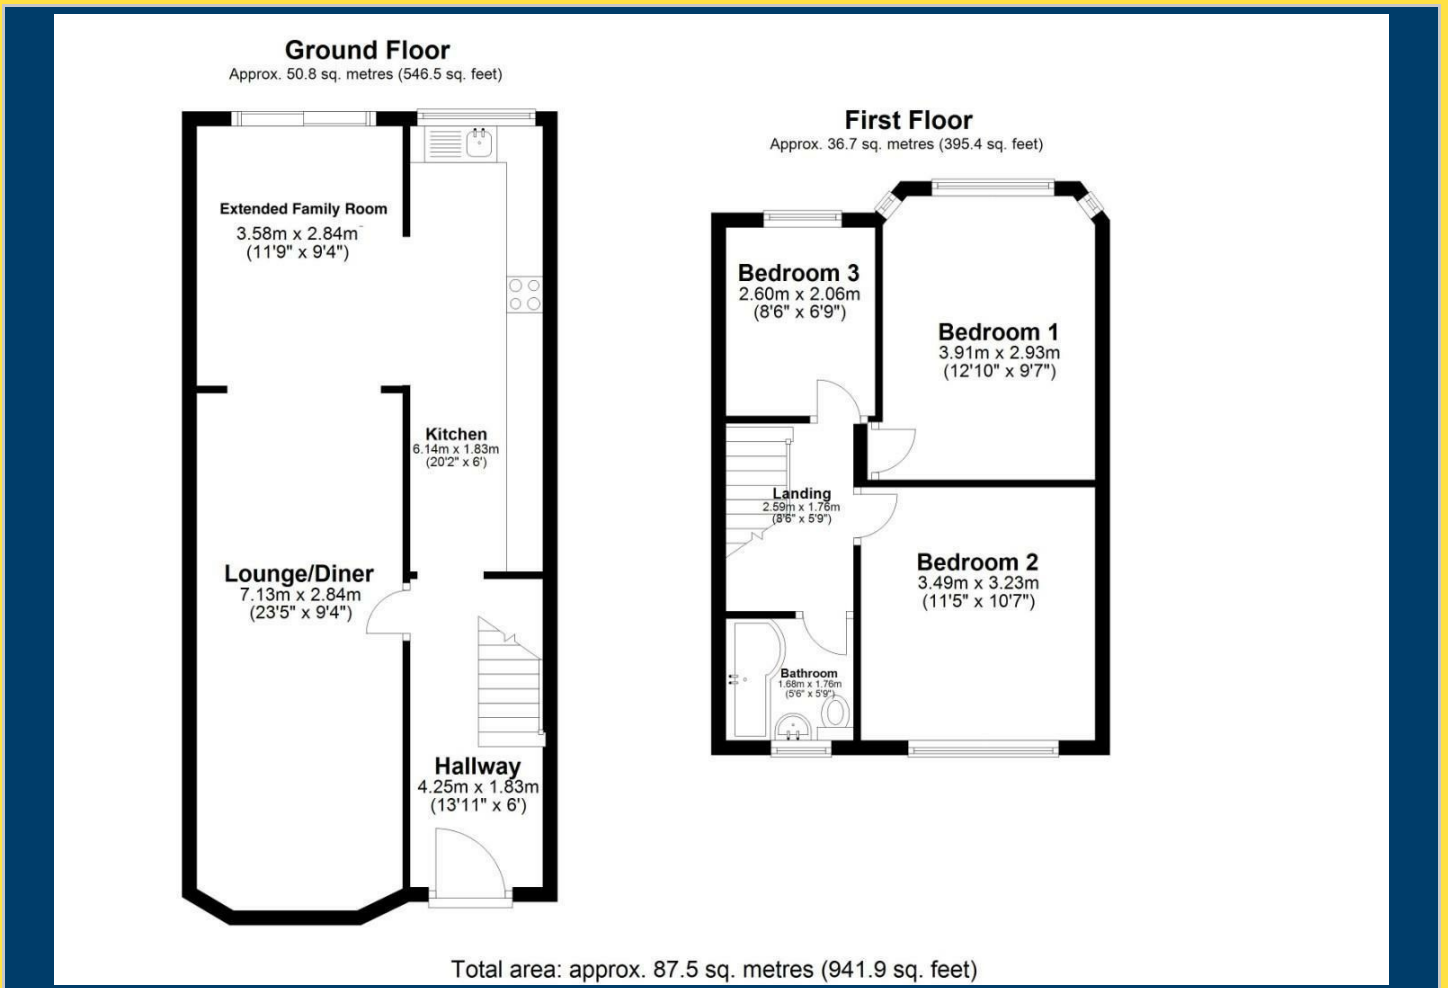 Ground Floor
Approx. 50.8 sq. metres (546.5 sq. feet)
Extended Family Room
3.58m x 2.84m
(11'9" x 9'4")
Kitchen
6.14m x 1.83m
(20'2" x 6')
Lounge/Diner
7.13m x 2.84m
(23'5" x 9'4")
Hallway
4.25m x 1.83m
(13'11" x 6')
First Floor
Approx. 36.7 sq. metres (395.4 sq. feet)
Bedroom 3
2.60m x 2.06m
(8'6" x 6'9")
Bedroom 1
3.91m x 2.93m
(12'10" x 9'7")
Landing
2.59m x 1.76m
(8'6" x 5'9")
Bedroom 2
3.49m x 3.23m
(11'5" x 10'7")
Bathroom
1.68m x 1.76m
(5'6" x 5'9")
Total area: approx. 87.5 sq. metres (941.9 sq. feet)